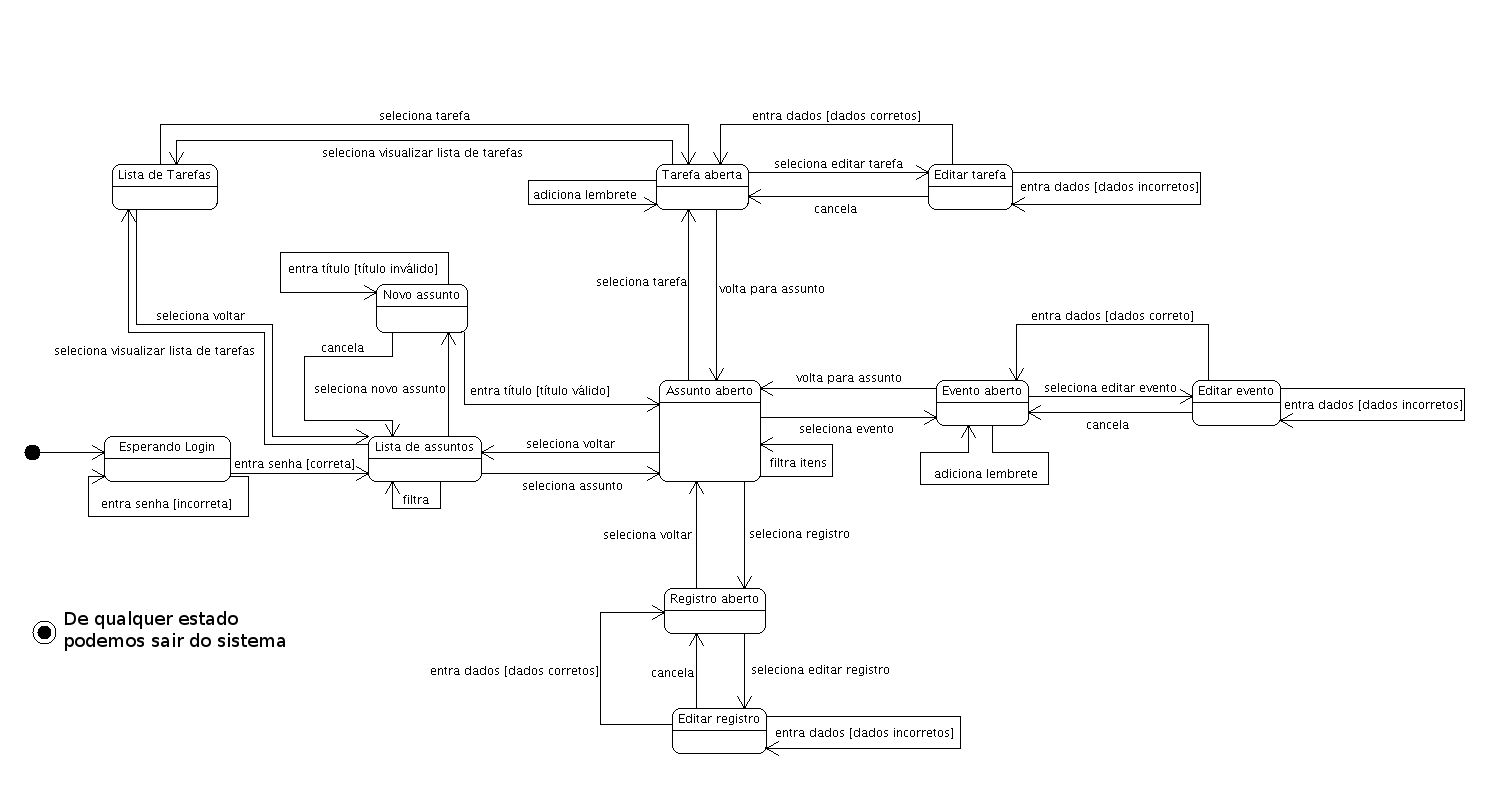 seleciona tarefa
entra dados [dados corretos]
seleciona visualizar lista de tarefas
seleciona editar tarefa
Lista de Tarefas
Tarefa aberta
Editar tarefa
entra dados [dados incorretos]
adiciona lembrete
cancela
entra título [título inválido]
seleciona tarefa
volta para assunto
Novo assunto
seleciona voltar
entra dados [dados correto]
cancela
seleciona visualizar lista de tarefas
volta para assunto
seleciona novo assunto
entra título [título válido]
Assunto aberto
Evento aberto
seleciona editar evento
Editar evento
entra dados [dados incorretos]
seleciona evento
cancela
Esperando Login
Lista de assuntos
seleciona voltar
entra senha [correta]
filtra itens
adiciona lembrete
seleciona assunto
entra senha [incorreta]
filtra
seleciona voltar
seleciona registro
Registro aberto
De qualquer estado
podemos sair do sistema
entra dados [dados corretos]
cancela
seleciona editar registro
Editar registro
entra dados [dados incorretos]